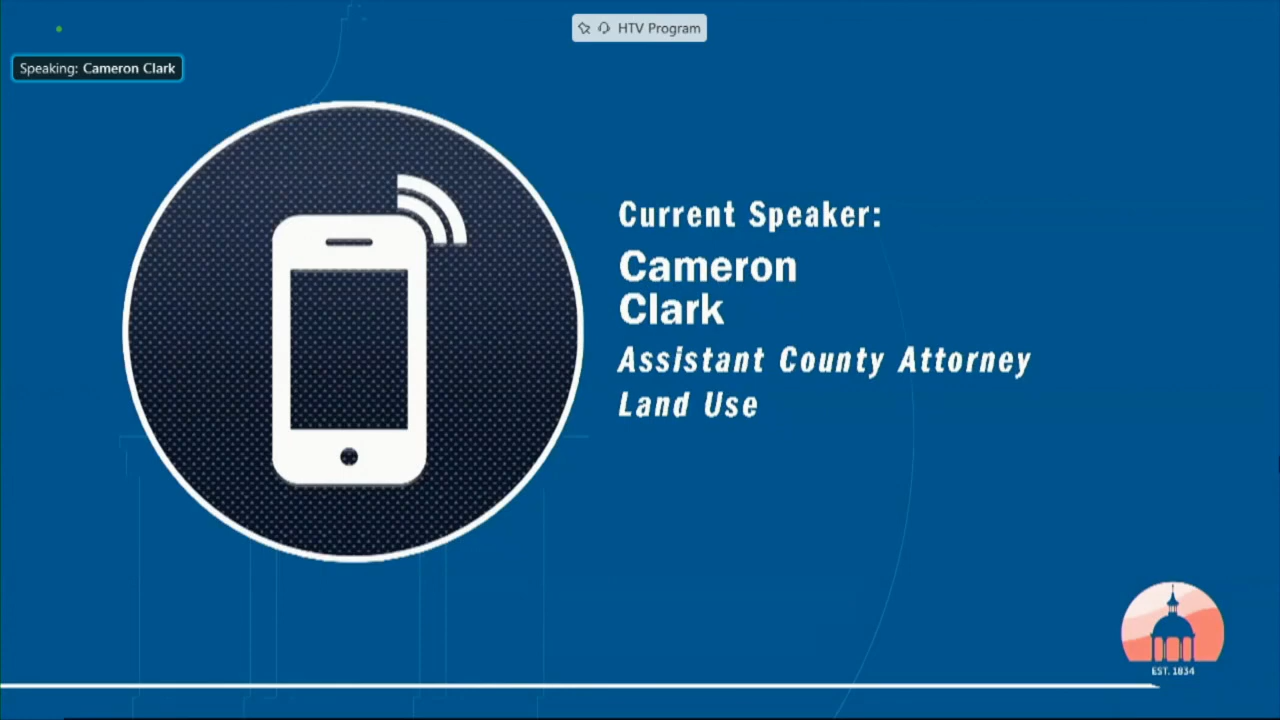 HTV Program
Speaking: Cameron Clark
Current Speaker:
Cameron
Clark
Assistant County Attorney
Land Use
EST. 1834